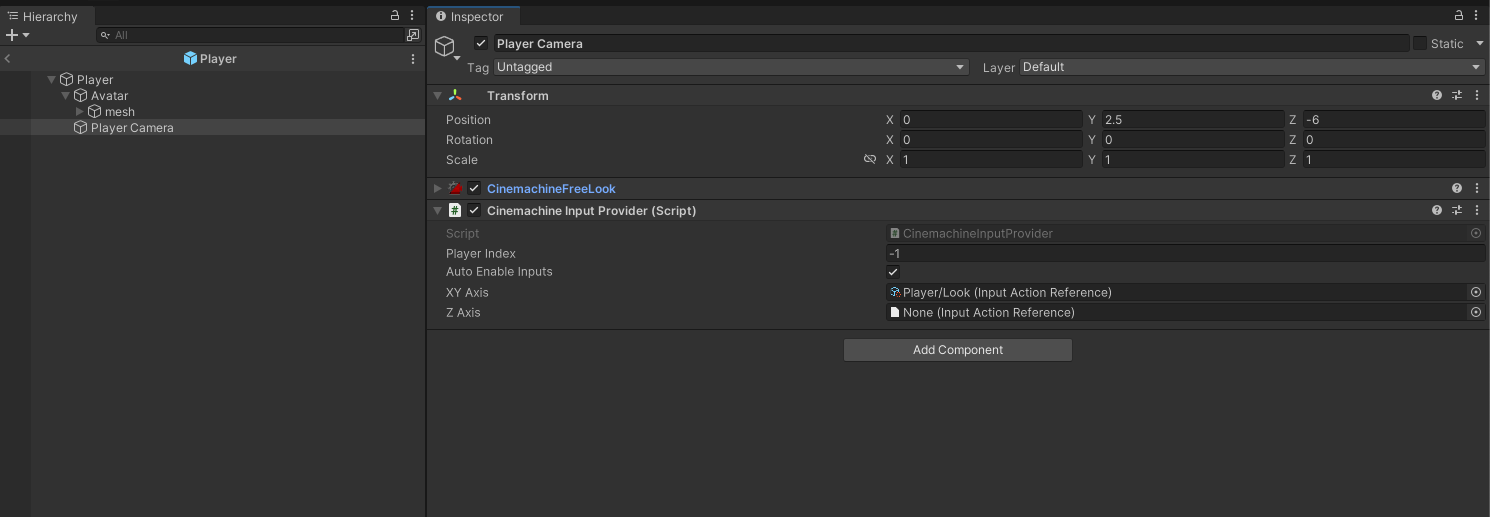 Hierarchy
All
Player
Player
Avatar
mesh
Player Camera
Inspector
Player Camera
Static
Tag Untagged Layer Default
Transform
Position X 0 Y 2.5 Z -6
Rotation X 0 Y 0 Z 0
Scale X 1 Y 1 Z 1
CinemachineFreeLook
# Cinemachine Input Provider (Script)
Script # CinemachineInputProvider
Player Index -1
Auto Enable Inputs
XY Axis Player/Look (Input Action Reference)
Z Axis None (Input Action Reference)
Add Component